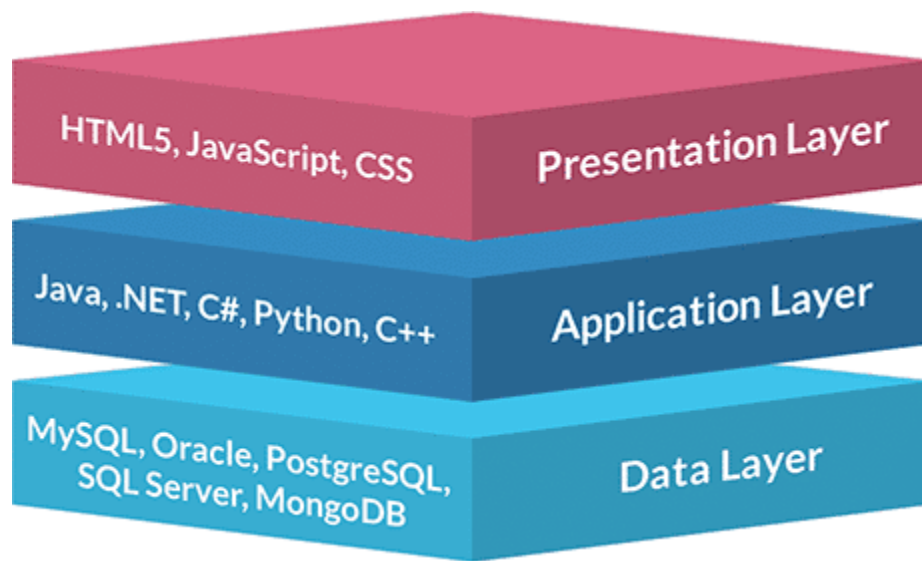 HTML5, JavaScript, CSS
Presentation Layer
Java, .NET, C#, Python, C++
Application Layer
MySQL, Oracle, PostgreSQL,
SQL Server, MongoDB
Data Layer